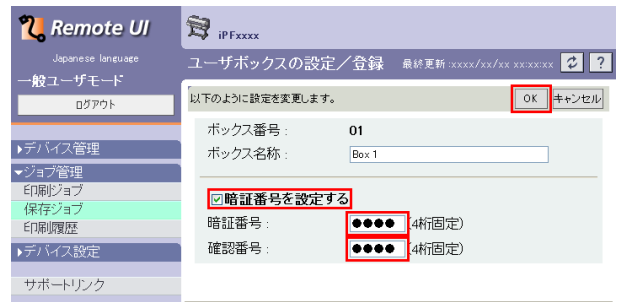 Remote UI
Japanese language
一般ユーザモード
ログアウト
▶デバイス管理
▼ジョブ管理
印刷ジョブ
保存ジョブ
印刷履歴
▶デバイス設定
サポートリンク
iPFxxxx
ユーザボックスの設定／登録 最終更新:xxxx/xx/xx xx:xx:xx ?
以下のように設定を変更します。 OK キャンセル
ボックス番号: 01
ボックス名称: Box 1
暗証番号を設定する
暗証番号: ●●●● (4桁固定)
確認番号: ●●●● (4桁固定)